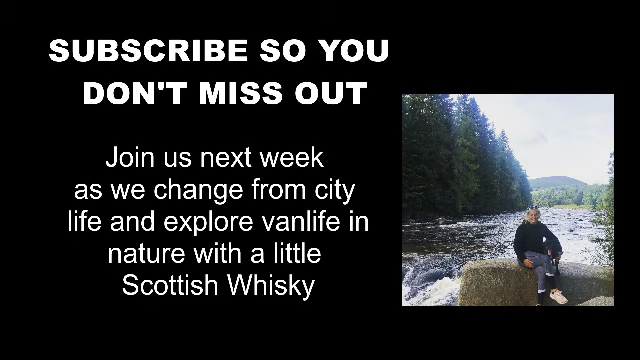 SUBSCRIBE SO YOU
DON'T MISS OUT
Join us next week
as we change from city
life and explore vanlife in
nature with a little
Scottish Whisky